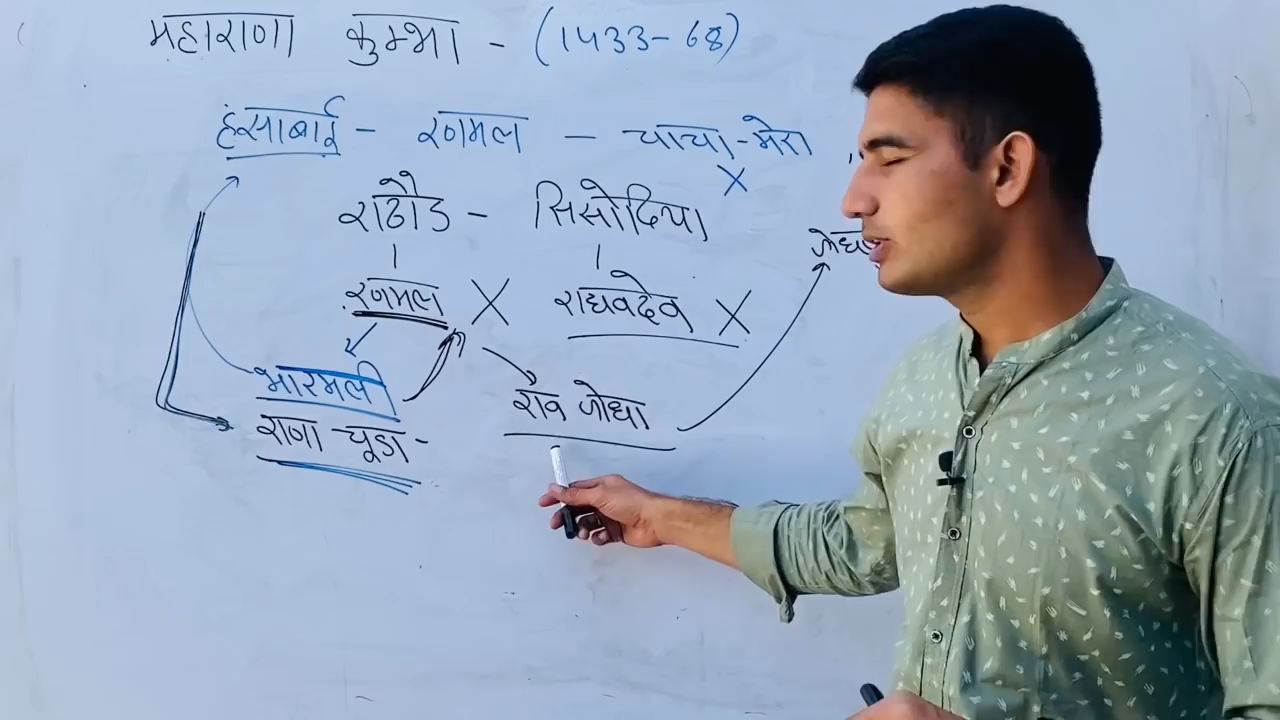 महाराणा कुम्भा - (1433-68)
हंसाबाई - रणमल - चाचा-मेरा
X
राठौड़ - सिसोदिया
रणमल X राघवदेव X
भारमली
राव जोधा
राणा चूडा -